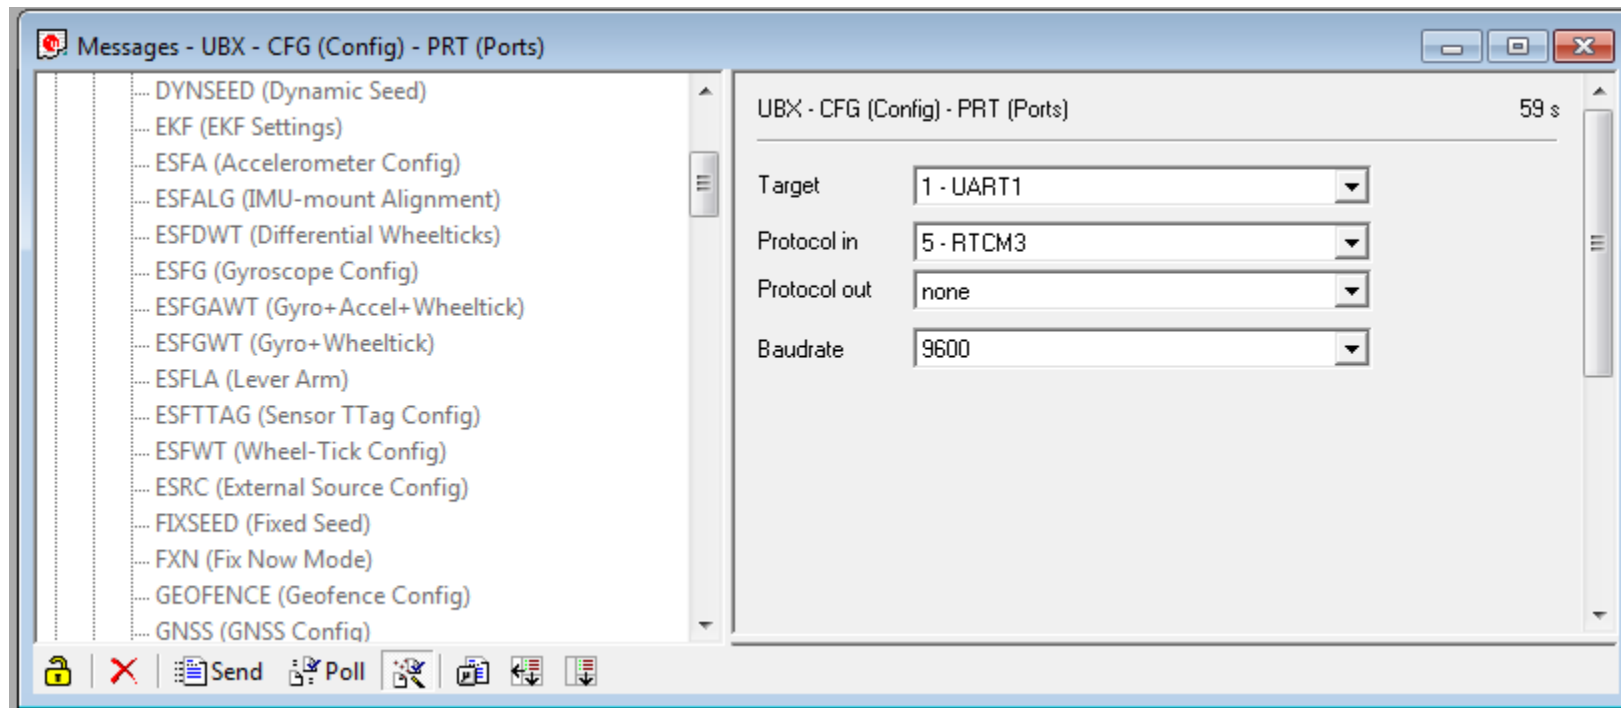 Messages - UBX - CFG (Config) - PRT (Ports)
DYNSEED (Dynamic Seed)
EKF (EKF Settings)
ESFA (Accelerometer Config)
ESFALG (IMU-mount Alignment)
ESFDWT (Differential Wheelticks)
ESFG (Gyroscope Config)
ESFGAWT (Gyro+Accel+Wheeltick)
ESFGWT (Gyro+Wheeltick)
ESFLA (Lever Arm)
ESFTTAG (Sensor TTag Config)
ESFWT (Wheel-Tick Config)
ESRC (External Source Config)
FIXSEED (Fixed Seed)
FXN (Fix Now Mode)
GEOFENCE (Geofence Config)
GNSS (GNSS Config)
UBX - CFG (Config) - PRT (Ports) 59 s
Target 1 - UART1
Protocol in 5 - RTCM3
Protocol out none
Baudrate 9600
Send Poll